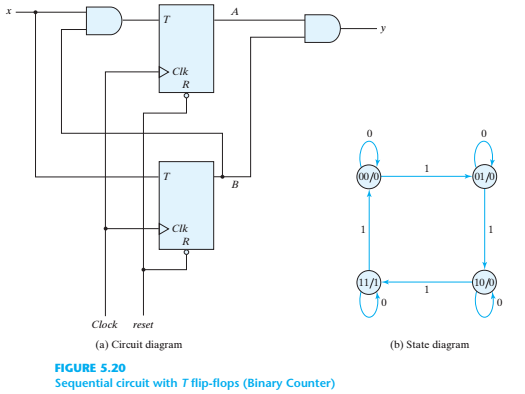 x
T
A
y
Clk
R
T
B
Clk
R
Clock reset
(a) Circuit diagram
0 0
00/0 1 01/0
1 1
11/1 1 10/0
0 0
(b) State diagram
FIGURE 5.20
Sequential circuit with T flip-flops (Binary Counter)